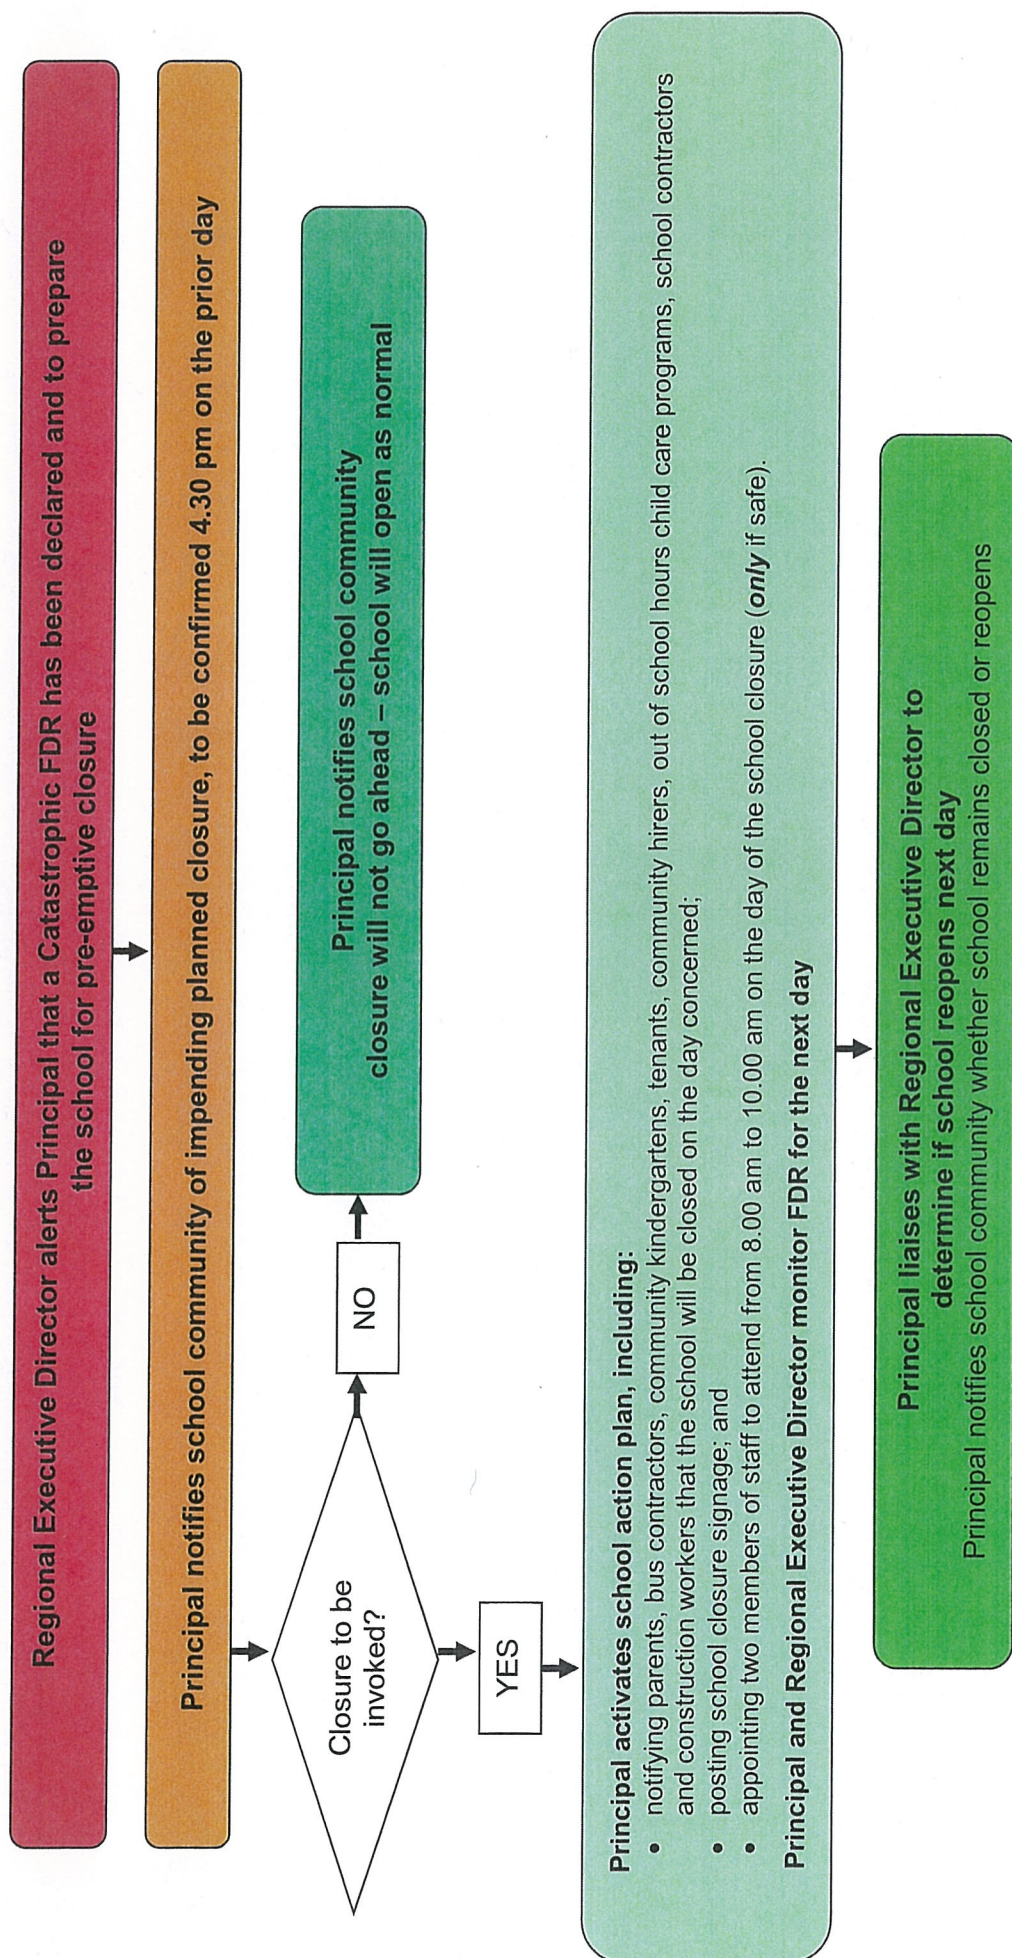 Regional Executive Director alerts Principal that a Catastrophic FDR has been declared and to prepare
the school for pre-emptive closure
Principal notifies school community of impending planned closure, to be confirmed 4.30 pm on the prior day
Closure to be
invoked?
NO
Principal notifies school community
closure will not go ahead – school will open as normal
YES
Principal activates school action plan, including:
• notifying parents, bus contractors, community kindergartens, tenants, community hirers, out of school hours child care programs, school contractors
and construction workers that the school will be closed on the day concerned;
• posting school closure signage; and
• appointing two members of staff to attend from 8.00 am to 10.00 am on the day of the school closure (only if safe).
Principal and Regional Executive Director monitor FDR for the next day
Principal liaises with Regional Executive Director to
determine if school reopens next day
Principal notifies school community whether school remains closed or reopens